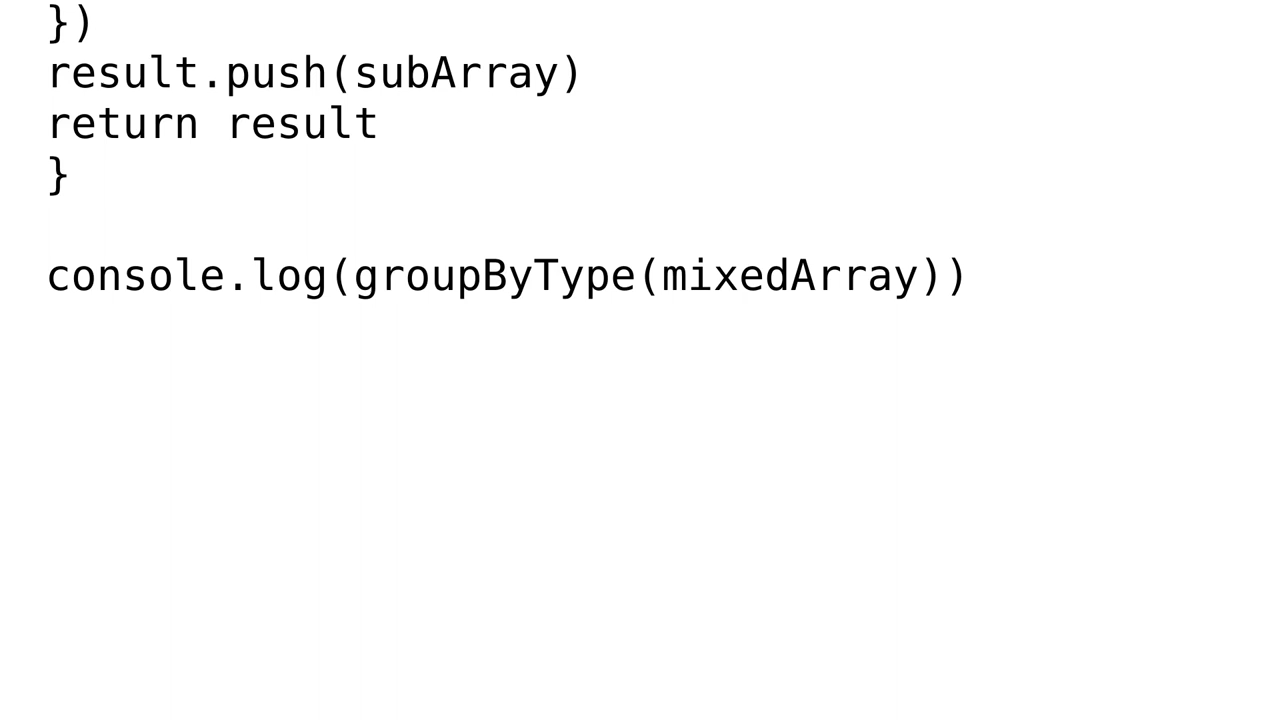 })
result.push(subArray)
return result
}

console.log(groupByType(mixedArray))